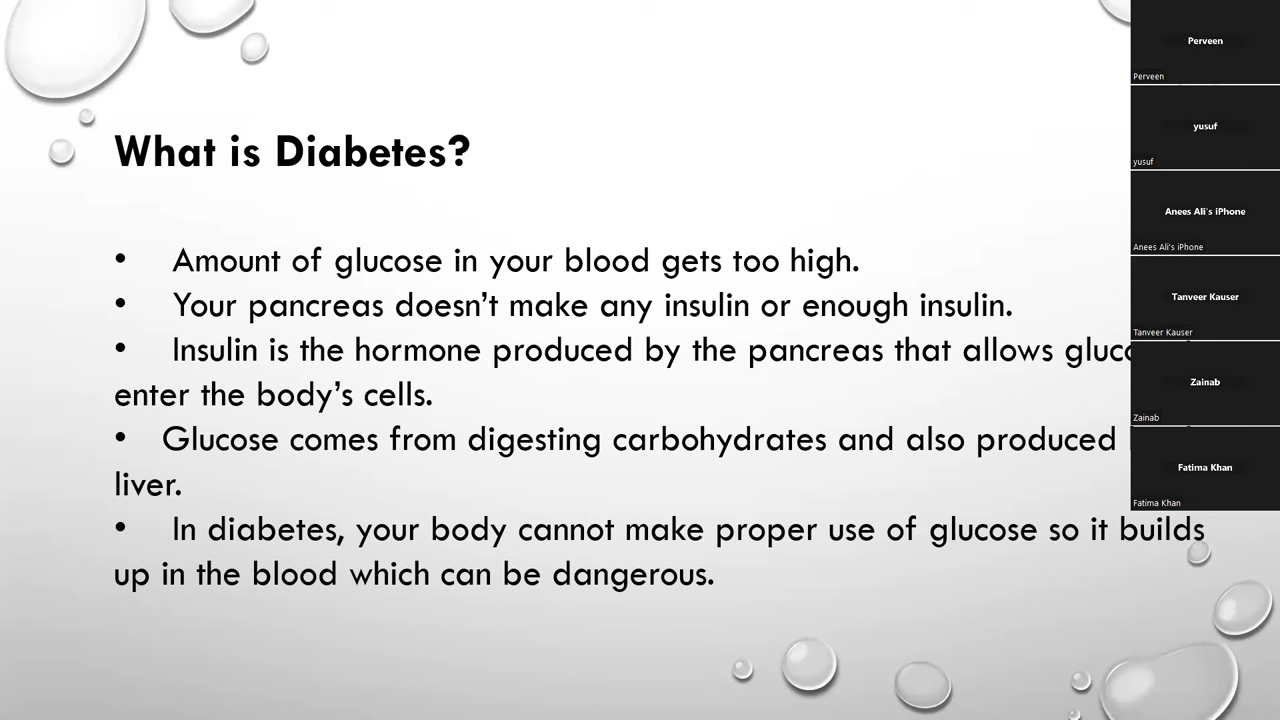 What is Diabetes?
• Amount of glucose in your blood gets too high.
• Your pancreas doesn’t make any insulin or enough insulin.
• Insulin is the hormone produced by the pancreas that allows
enter the body’s cells.
• Glucose comes from digesting carbohydrates and also produced
liver.
• In diabetes, your body cannot make proper use of glucose so it builds
up in the blood which can be dangerous.
Perveen
Perveen
yusuf
yusuf
Anees Ali's iPhone
Anees Ali's iPhone
Tanveer Kauser
Tanveer Kauser
Zainab
Zainab
Fatima Khan
Fatima Khan